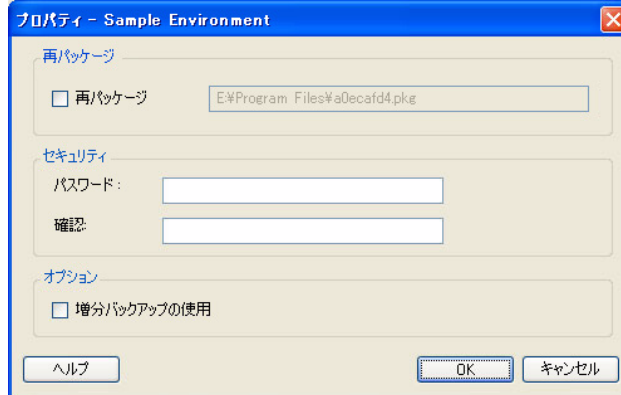 プロパティ - Sample Environment
再パッケージ
再パッケージ E:¥Program Files¥a0ecafd4.pkg
セキュリティ
パスワード:
確認:
オプション
増分バックアップの使用
ヘルプ OK キャンセル